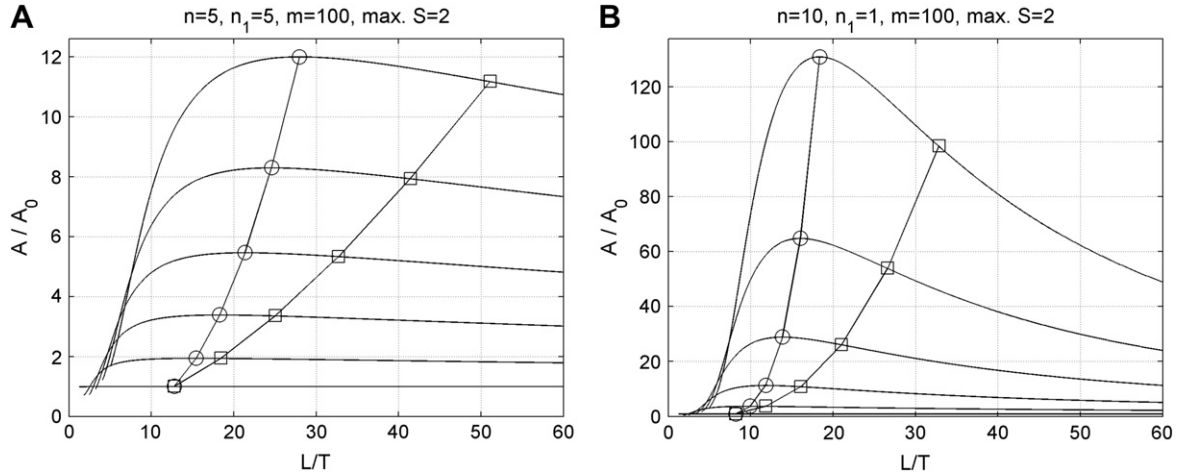 A
n=5, n₁=5, m=100, max. S=2
12
10
8
6
4
2
0
A / A₀
0 10 20 30 40 50 60
L/T
B
n=10, n₁=1, m=100, max. S=2
120
100
80
60
40
20
0
A / A₀
0 10 20 30 40 50 60
L/T